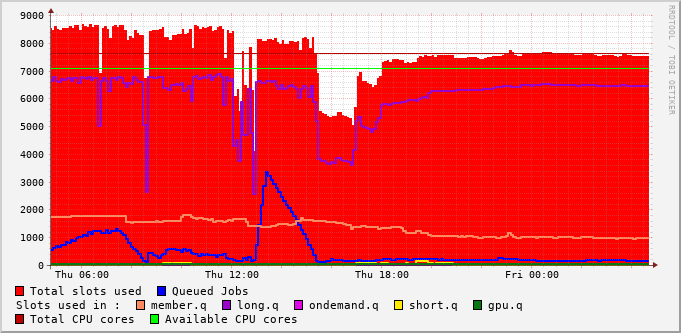 9000
8000
7000
6000
5000
4000
3000
2000
1000
0
Thu 06:00 Thu 12:00 Thu 18:00 Fri 00:00
RRDTOOL / TOBI OETIKER
Total slots used Queued Jobs
Slots used in : member.q long.q ondemand.q short.q gpu.q
Total CPU cores Available CPU cores